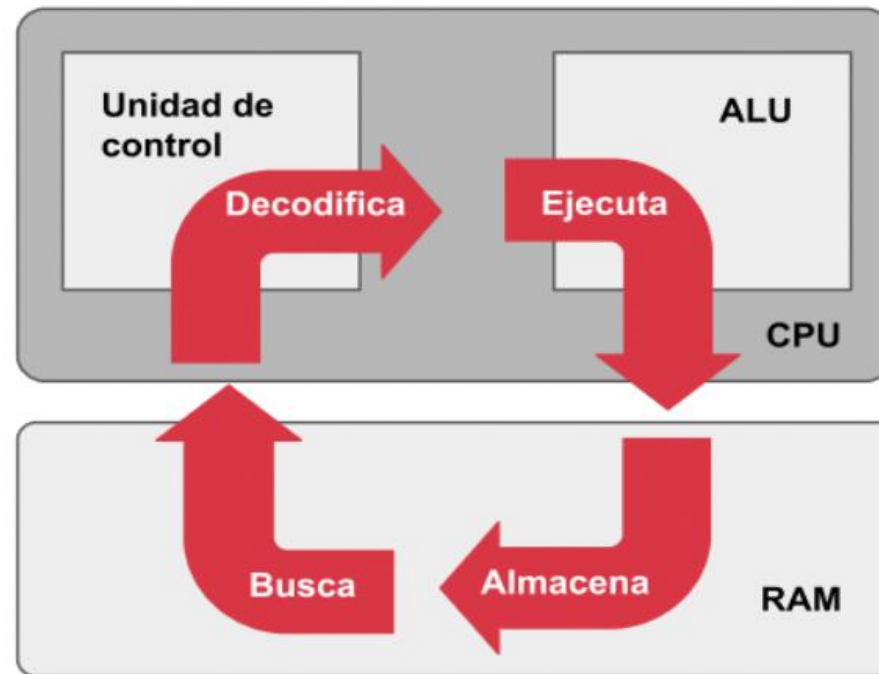 Unidad de
control
ALU
Decodifica
Ejecuta
CPU
Busca
Almacena
RAM